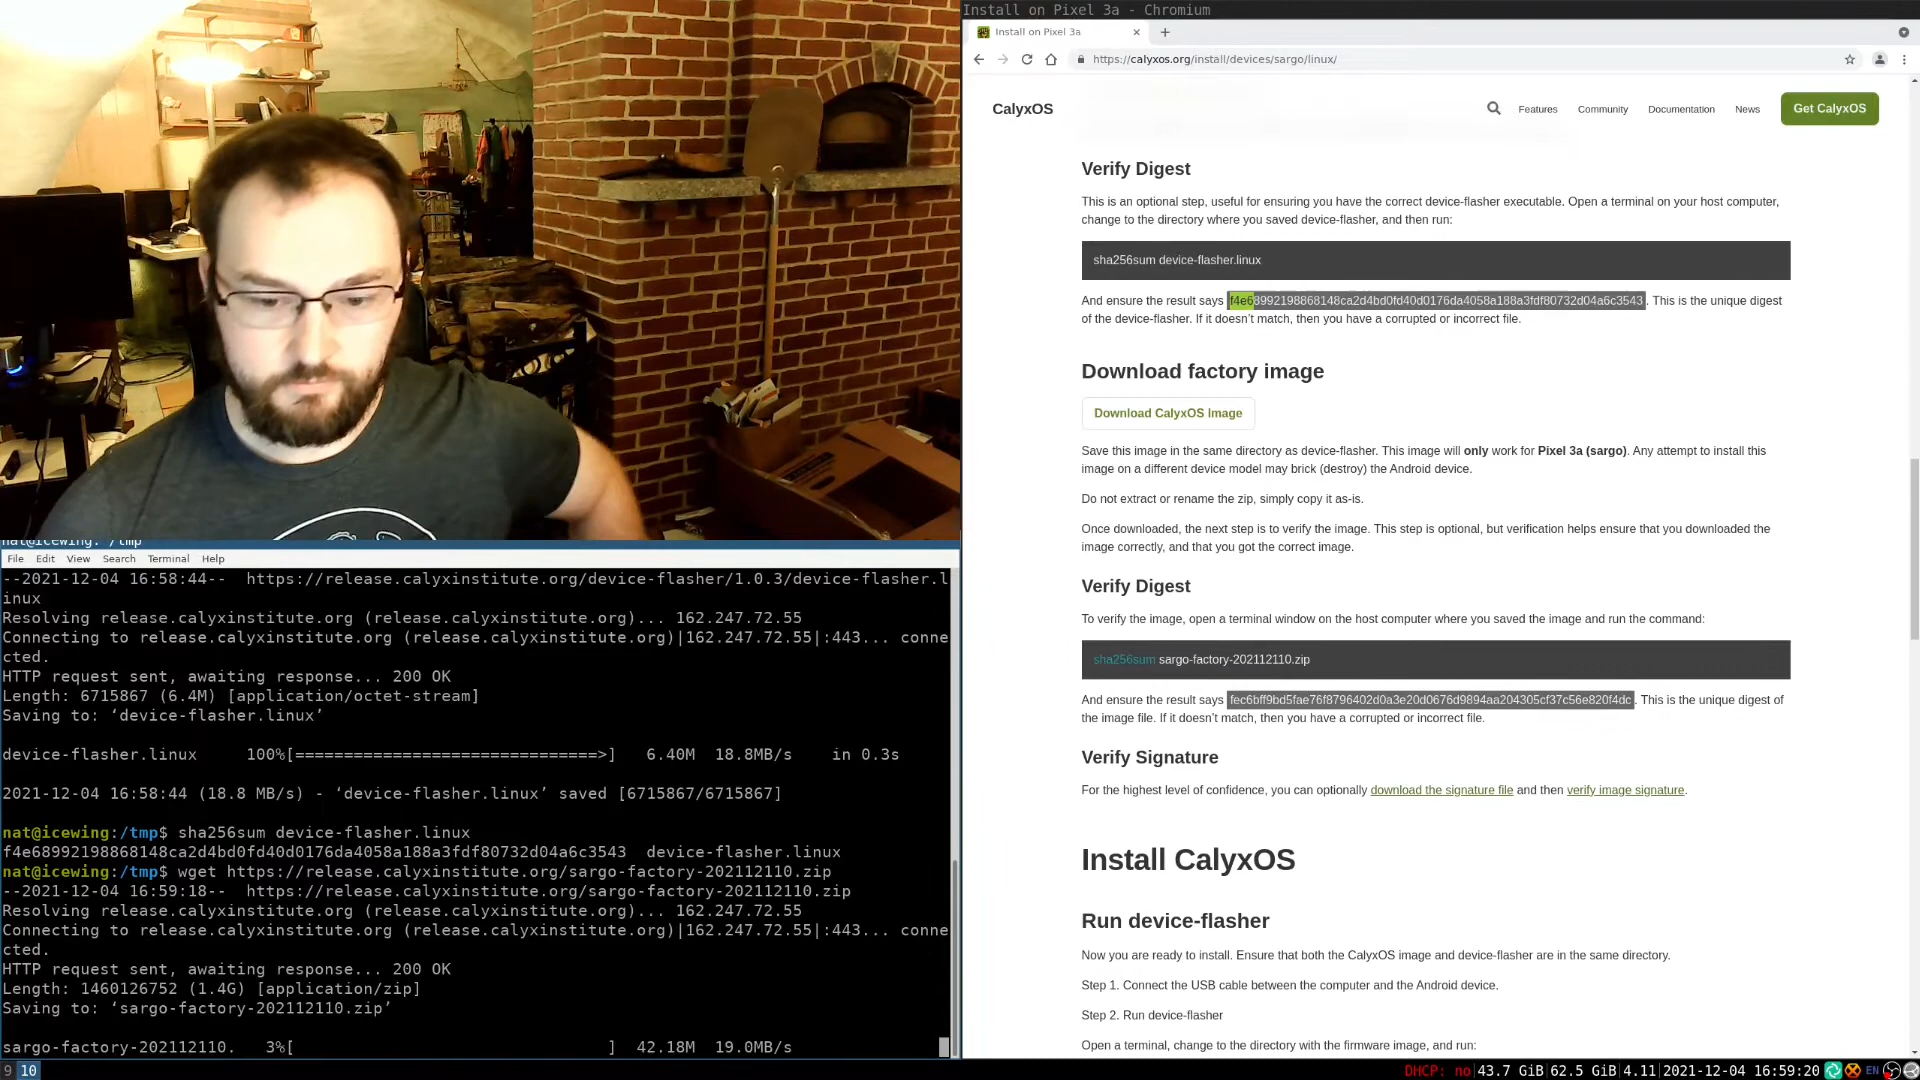 Install on Pixel 3a - Chromium
Install on Pixel 3a
https://calyxos.org/install/devices/sargo/linux/
CalyxOS
Features
Community
Documentation
News
Get CalyxOS
Verify Digest
This is an optional step, useful for ensuring you have the correct device-flasher executable. Open a terminal on your host computer,
change to the directory where you saved device-flasher, and then run:
sha256sum device-flasher.linux
And ensure the result says f4e68992198868148ca2d4bd0fd40d0176da4058a188a3fdf80732d04a6c3543. This is the unique digest
of the device-flasher. If it doesn't match, then you have a corrupted or incorrect file.
Download factory image
Download CalyxOS Image
Save this image in the same directory as device-flasher. This image will only work for Pixel 3a (sargo). Any attempt to install this
image on a different device model may brick (destroy) the Android device.
Do not extract or rename the zip, simply copy it as-is.
Once downloaded, the next step is to verify the image. This step is optional, but verification helps ensure that you downloaded the
image correctly, and that you got the correct image.
Verify Digest
To verify the image, open a terminal window on the host computer where you saved the image and run the command:
sha256sum sargo-factory-202112110.zip
And ensure the result says fec6bff9bd5fae76f8796402d0a3e20d0676d9894aa204305cf37c56e820f4dc. This is the unique digest of
the image file. If it doesn't match, then you have a corrupted or incorrect file.
Verify Signature
For the highest level of confidence, you can optionally download the signature file and then verify image signature.
Install CalyxOS
Run device-flasher
Now you are ready to install. Ensure that both the CalyxOS image and device-flasher are in the same directory.
Step 1. Connect the USB cable between the computer and the Android device.
Step 2. Run device-flasher
Open a terminal, change to the directory with the firmware image, and run:
nat@icewing: /tmp
File Edit View Search Terminal Help
--2021-12-04 16:58:44--  https://release.calyxinstitute.org/device-flasher/1.0.3/device-flasher.l
inux
Resolving release.calyxinstitute.org (release.calyxinstitute.org)... 162.247.72.55
Connecting to release.calyxinstitute.org (release.calyxinstitute.org)|162.247.72.55|:443... conne
cted.
HTTP request sent, awaiting response... 200 OK
Length: 6715867 (6.4M) [application/octet-stream]
Saving to: ‘device-flasher.linux’
device-flasher.linux     100%[===============================>]   6.40M  18.8MB/s    in 0.3s
2021-12-04 16:58:44 (18.8 MB/s) - ‘device-flasher.linux’ saved [6715867/6715867]
nat@icewing:/tmp$ sha256sum device-flasher.linux
f4e68992198868148ca2d4bd0fd40d0176da4058a188a3fdf80732d04a6c3543  device-flasher.linux
nat@icewing:/tmp$ wget https://release.calyxinstitute.org/sargo-factory-202112110.zip
--2021-12-04 16:59:18--  https://release.calyxinstitute.org/sargo-factory-202112110.zip
Resolving release.calyxinstitute.org (release.calyxinstitute.org)... 162.247.72.55
Connecting to release.calyxinstitute.org (release.calyxinstitute.org)|162.247.72.55|:443... conne
cted.
HTTP request sent, awaiting response... 200 OK
Length: 1460126752 (1.4G) [application/zip]
Saving to: ‘sargo-factory-202112110.zip’
sargo-factory-202112110.   3%[                                ]  42.18M  19.0MB/s
9 10
DHCP: no|43.7 GiB|62.5 GiB|4.11|2021-12-04 16:59:20 EN